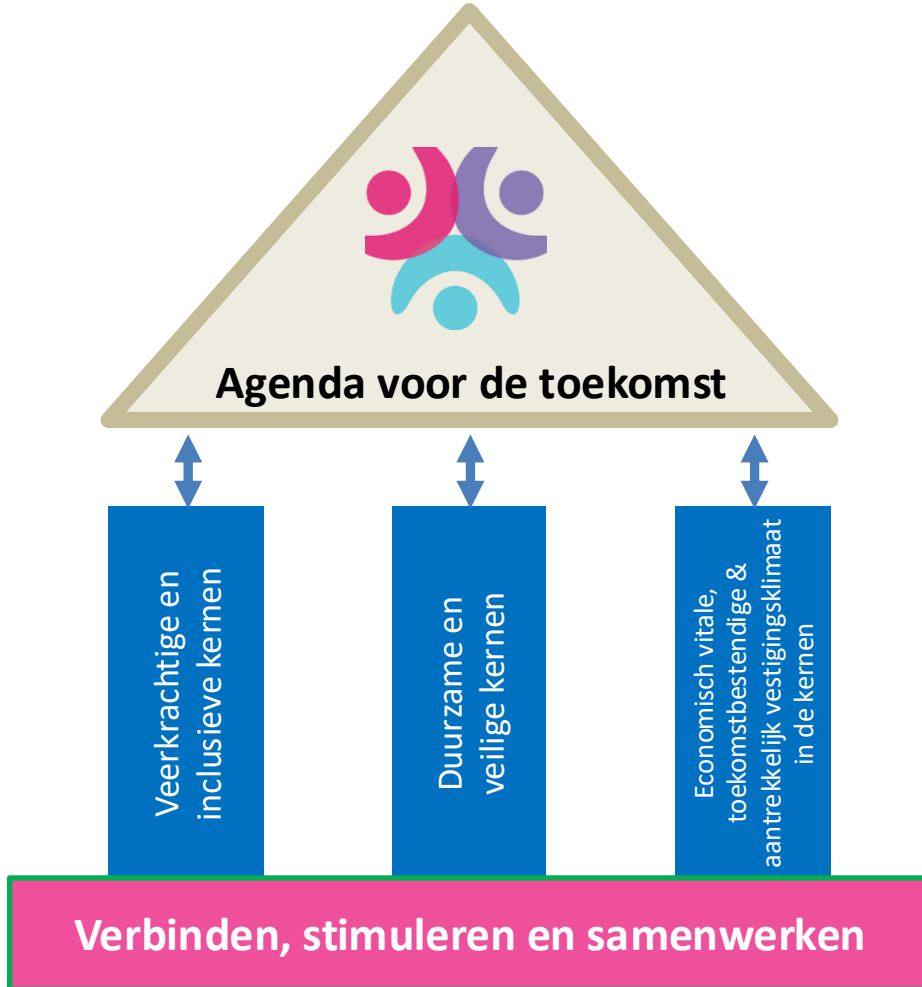 Agenda voor de toekomst
Veerkrachtige en
inclusieve kernen
Duurzame en
veilige kernen
Economisch vitale,
toekomstbestendige &
aantrekkelijk vestigingsklimaat
in de kernen
Verbinden, stimuleren en samenwerken